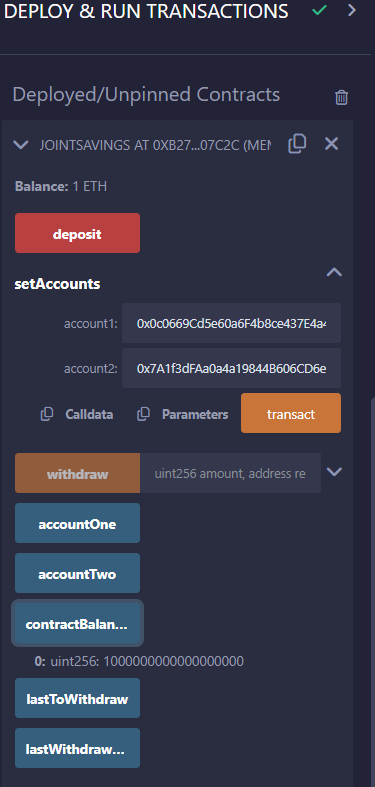 DEPLOY & RUN TRANSACTIONS
Deployed/Unpinned Contracts
JOINTSAVINGS AT 0XB27...07C2C (MEM
Balance: 1 ETH
deposit
setAccounts
account1: 0x0c0669Cd5e60a6F4b8ce437E4a4
account2: 0x7A1f3dFAa0a4a19844B606CD6e
Calldata Parameters transact
withdraw uint256 amount, address re
accountOne
accountTwo
contractBalan...
0: uint256: 1000000000000000000
lastToWithdraw
lastWithdraw...